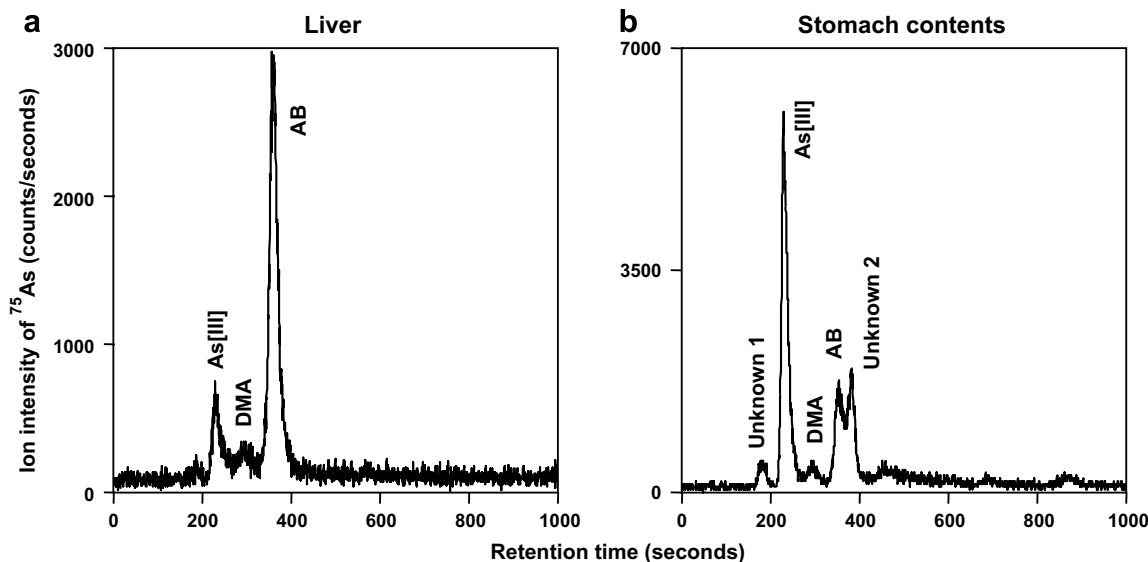 a
Liver
b
Stomach contents
Ion intensity of ⁷⁵As (counts/seconds)
3000
2000
1000
0
As[III]
DMA
AB
0
200
400
600
800
1000
7000
3500
0
Unknown 1
As[III]
DMA
AB
Unknown 2
0
200
400
600
800
1000
Retention time (seconds)